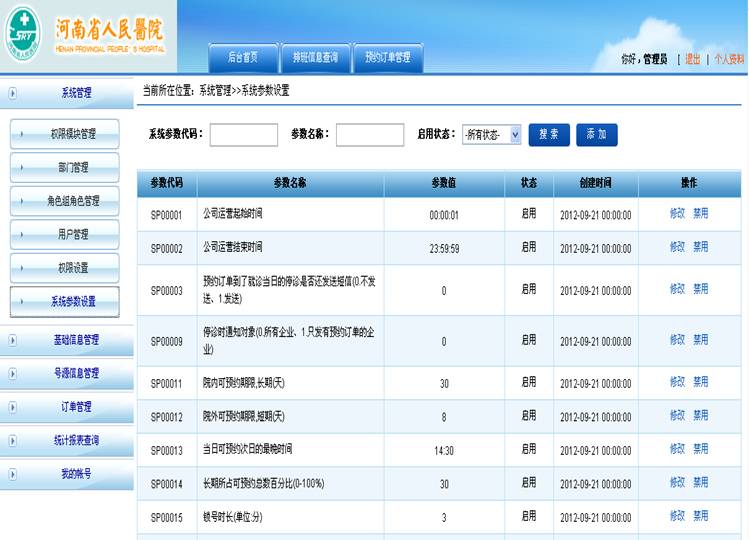 SRY
河南省人民醫院
HENAN PROVINCIAL PEOPLE'S HOSPITAL
后台首页 排班信息查询 预约订单管理
你好，管理员 [ 退出 | 个人资料
系统管理
权限模块管理
部门管理
角色组角色管理
用户管理
权限设置
系统参数设置
基础信息管理
号源信息管理
订单管理
统计报表查询
我的帐号
当前所在位置：系统管理>>系统参数设置
系统参数代码： 参数名称： 启用状态： -所有状态- 搜 索 添 加
参数代码 参数名称 参数值 状态 创建时间 操作
SP00001 公司运营起始时间 00:00:01 启用 2012-09-21 00:00:00 修改 禁用
SP00002 公司运营结束时间 23:59:59 启用 2012-09-21 00:00:00 修改 禁用
SP00003 预约订单到了就诊当日的停诊是否还发送短信(0.不发
送、1.发送) 0 启用 2012-09-21 00:00:00 修改 禁用
SP00009 停诊时通知对象(0.所有企业、1.只发有预约订单的企
业) 0 启用 2012-09-21 00:00:00 修改 禁用
SP00011 院内可预约期限,长期(天) 30 启用 2012-09-21 00:00:00 修改 禁用
SP00012 院外可预约期限,短期(天) 8 启用 2012-09-21 00:00:00 修改 禁用
SP00013 当日可预约次日的最晚时间 14:30 启用 2012-09-21 00:00:00 修改 禁用
SP00014 长期所占可预约总数百分比(0-100%) 30 启用 2012-09-21 00:00:00 修改 禁用
SP00015 锁号时长(单位:分) 3 启用 2012-09-21 00:00:00 修改 禁用